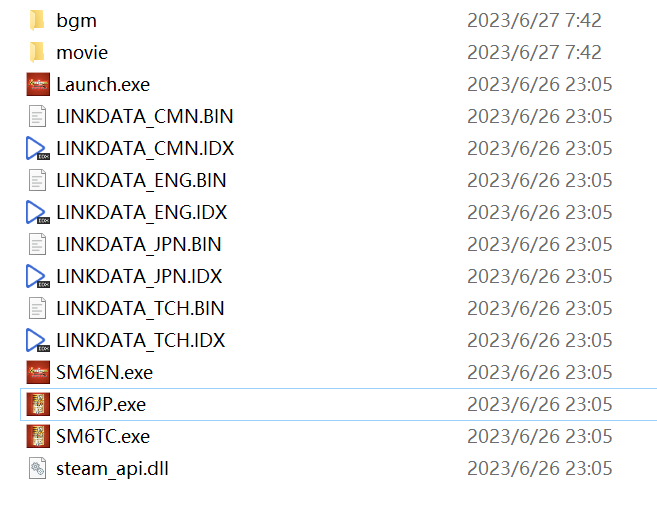 bgm 2023/6/27 7:42
movie 2023/6/27 7:42
Launch.exe 2023/6/26 23:05
LINKDATA_CMN.BIN 2023/6/26 23:05
LINKDATA_CMN.IDX 2023/6/26 23:05
LINKDATA_ENG.BIN 2023/6/26 23:05
LINKDATA_ENG.IDX 2023/6/26 23:05
LINKDATA_JPN.BIN 2023/6/26 23:05
LINKDATA_JPN.IDX 2023/6/26 23:05
LINKDATA_TCH.BIN 2023/6/26 23:05
LINKDATA_TCH.IDX 2023/6/26 23:05
SM6EN.exe 2023/6/26 23:05
SM6JP.exe 2023/6/26 23:05
SM6TC.exe 2023/6/26 23:05
steam_api.dll 2023/6/26 23:05